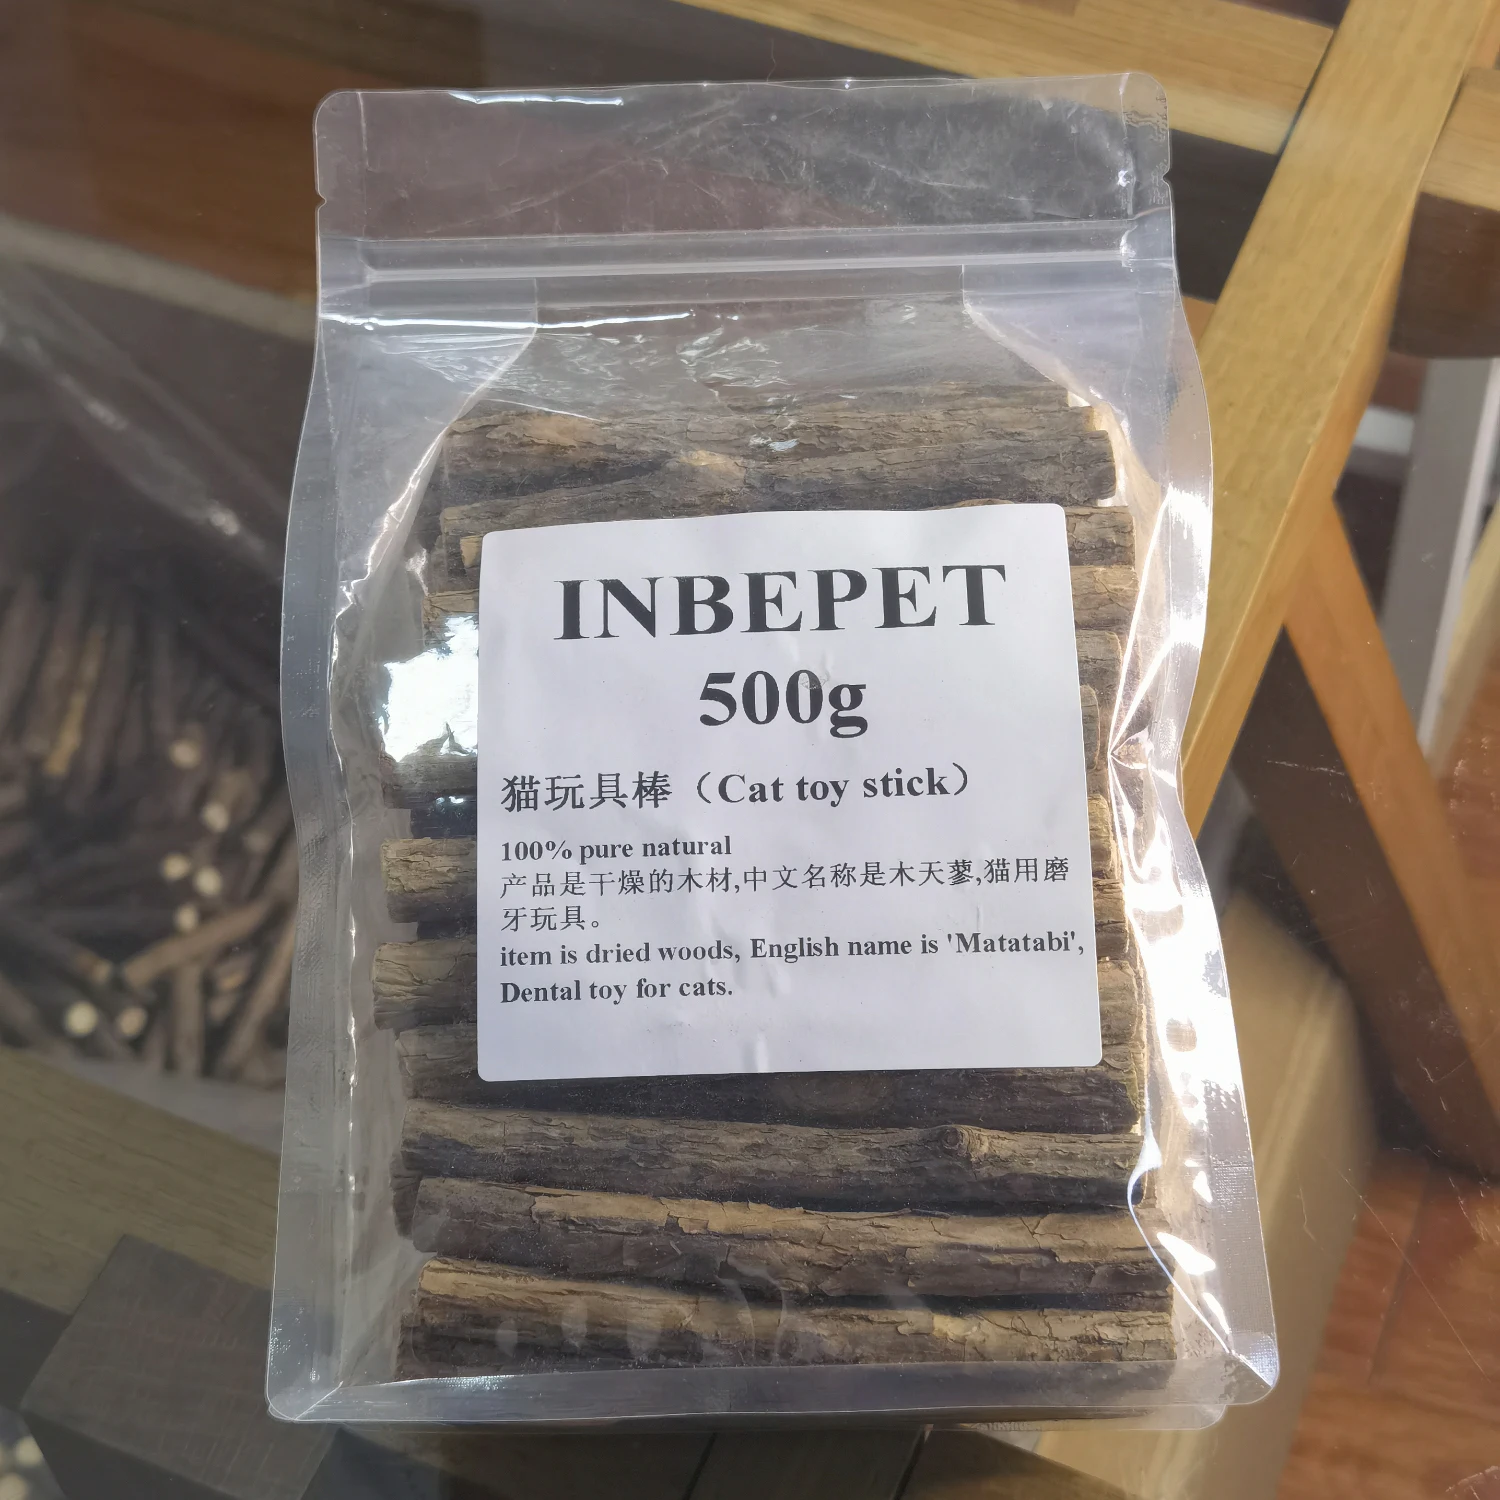 INBEPET
500g
猫玩具棒（Cat toy stick）
100% pure natural
产品是干燥的木材,中文名称是木天蓼,猫用磨
牙玩具。
item is dried woods, English name is 'Matatabi',
Dental toy for cats.